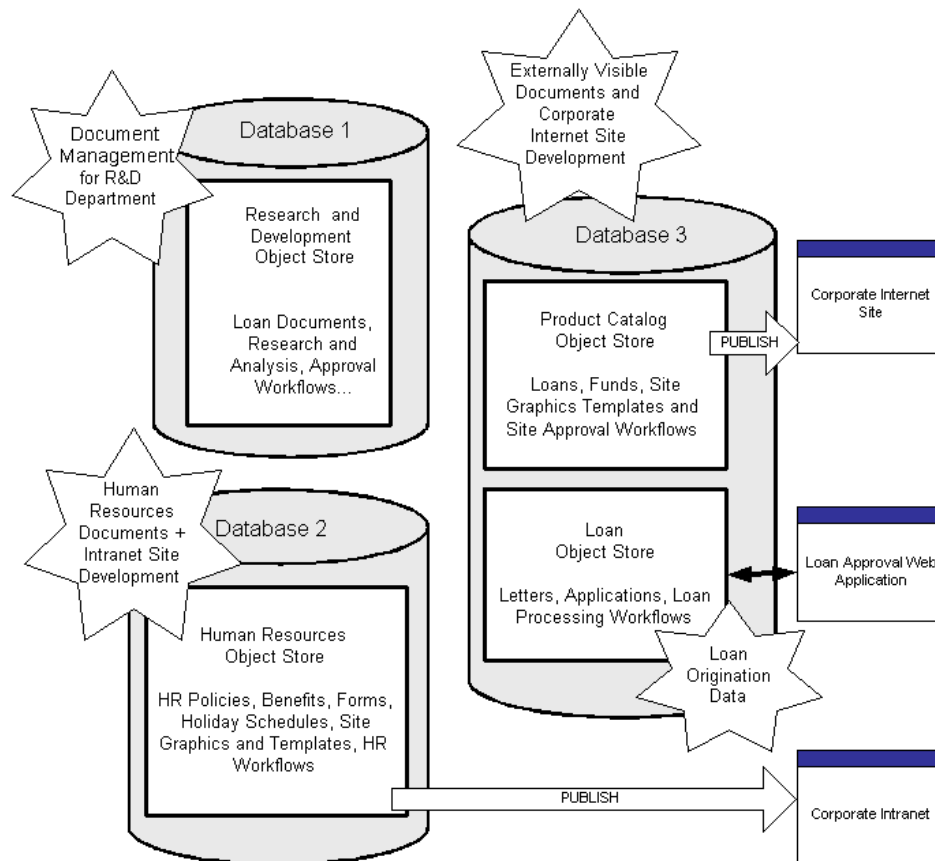 Document
Management
for R&D
Department
Database 1
Research and
Development
Object Store
Loan Documents,
Research and
Analysis, Approval
Workflows...
Externally Visible
Documents and
Corporate
Internet Site
Development
Database 3
Product Catalog
Object Store
Loans, Funds, Site
Graphics Templates and
Site Approval Workflows
PUBLISH
Corporate Internet
Site
Human
Resources
Documents +
Intranet Site
Development
Database 2
Human Resources
Object Store
HR Policies, Benefits, Forms,
Holiday Schedules, Site
Graphics and Templates, HR
Workflows
Loan
Object Store
Letters, Applications, Loan
Processing Workflows
Loan Approval Web
Application
Loan
Origination
Data
PUBLISH
Corporate Intranet